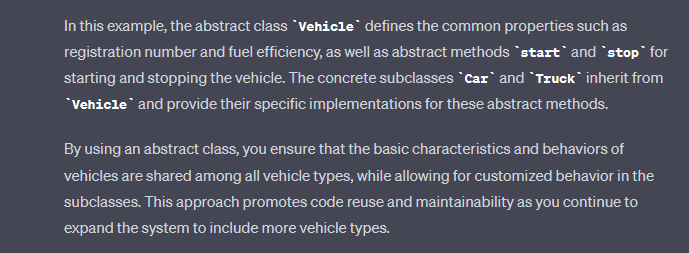 In this example, the abstract class `Vehicle` defines the common properties such as
registration number and fuel efficiency, as well as abstract methods `start` and `stop` for
starting and stopping the vehicle. The concrete subclasses `Car` and `Truck` inherit from
`Vehicle` and provide their specific implementations for these abstract methods.
By using an abstract class, you ensure that the basic characteristics and behaviors of
vehicles are shared among all vehicle types, while allowing for customized behavior in the
subclasses. This approach promotes code reuse and maintainability as you continue to
expand the system to include more vehicle types.